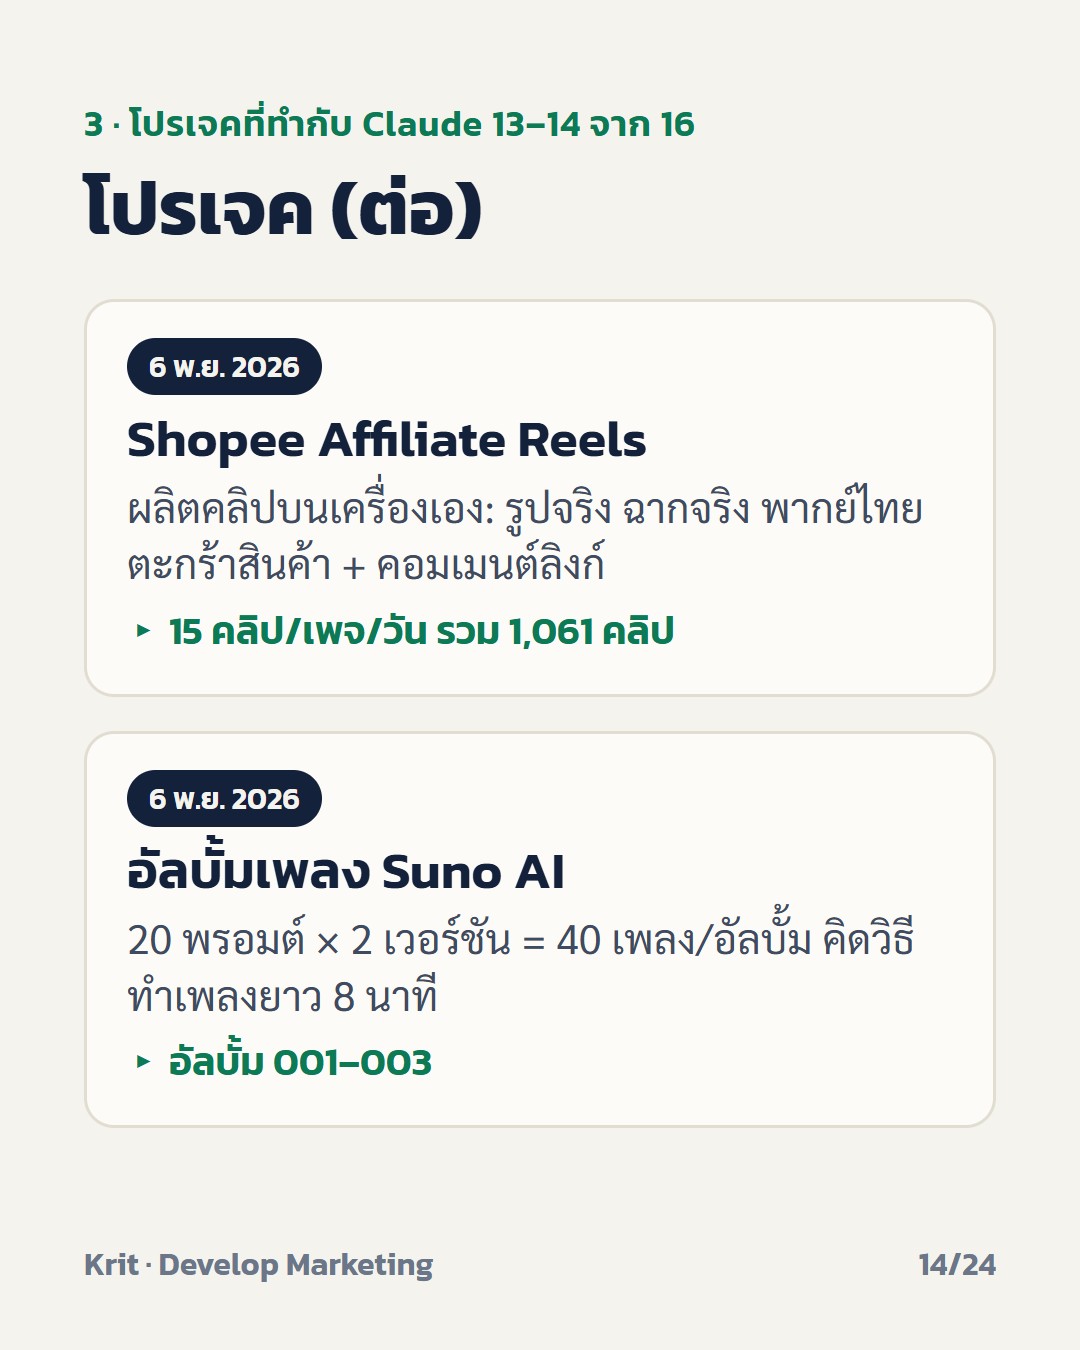 3 · โปรเจคที่ทำกับ Claude 13–14 จาก 16
โปรเจค (ต่อ)
6 พ.ย. 2026
Shopee Affiliate Reels
ผลิตคลิปบนเครื่องเอง: รูปจริง ฉากจริง พากย์ไทย
ตะกร้าสินค้า + คอมเมนต์ลิงก์
▸ 15 คลิป/เพจ/วัน รวม 1,061 คลิป
6 พ.ย. 2026
อัลบั้มเพลง Suno AI
20 พรอมต์ × 2 เวอร์ชัน = 40 เพลง/อัลบั้ม คิดวิธี
ทำเพลงยาว 8 นาที
▸ อัลบั้ม 001–003
Krit · Develop Marketing
14/24